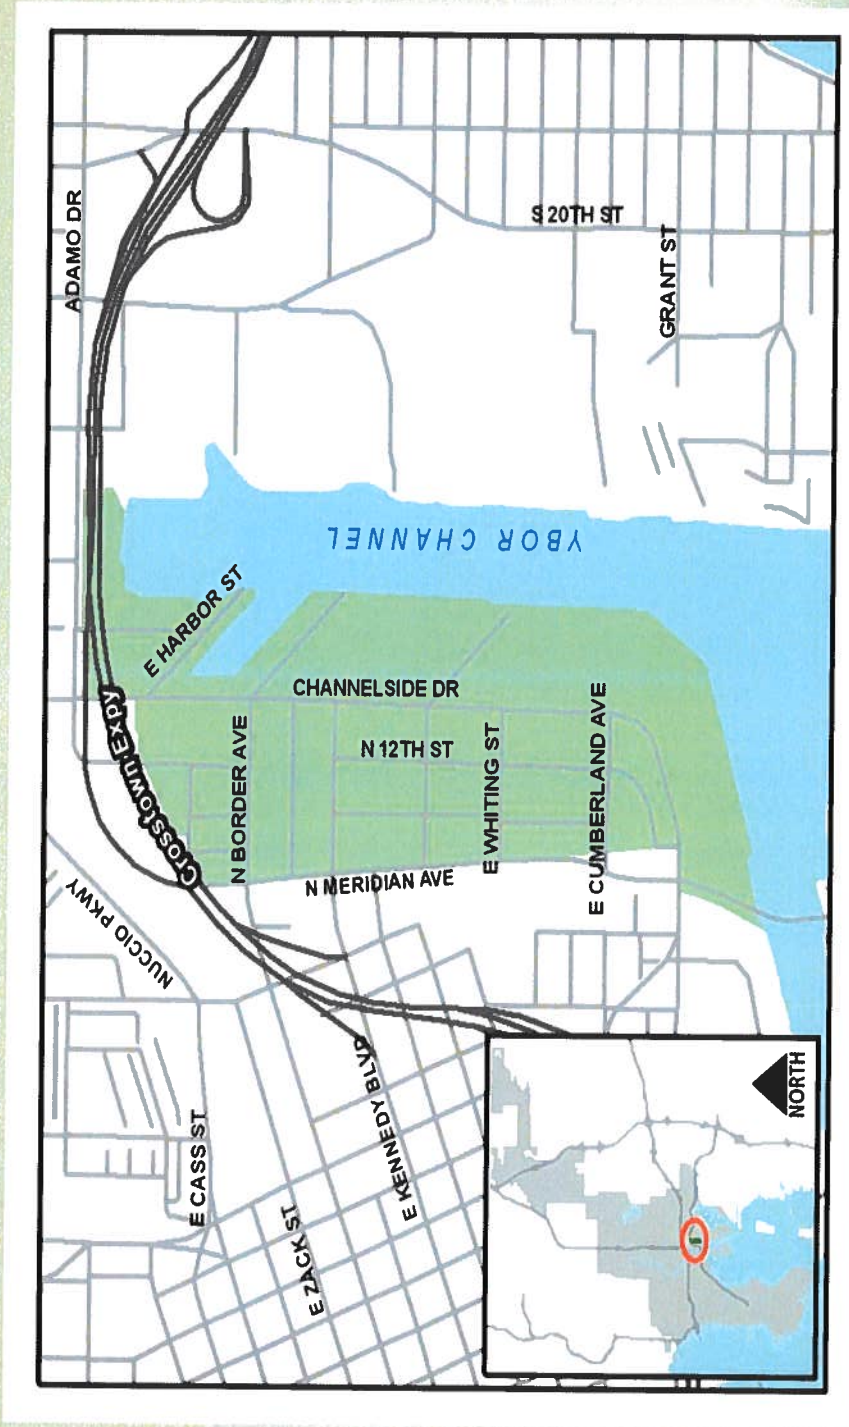 ADAMO DR
S 20TH ST
GRANT ST
YBOR CHANNEL
E HARBOR ST
CHANNELSIDE DR
Crosstown Expy
N BORDER AVE
N 12TH ST
E WHITING ST
E CUMBERLAND AVE
N MERIDIAN AVE
NUCCIO PKWY
E CASS ST
E KENNEDY BLVD
E ZACK ST
NORTH